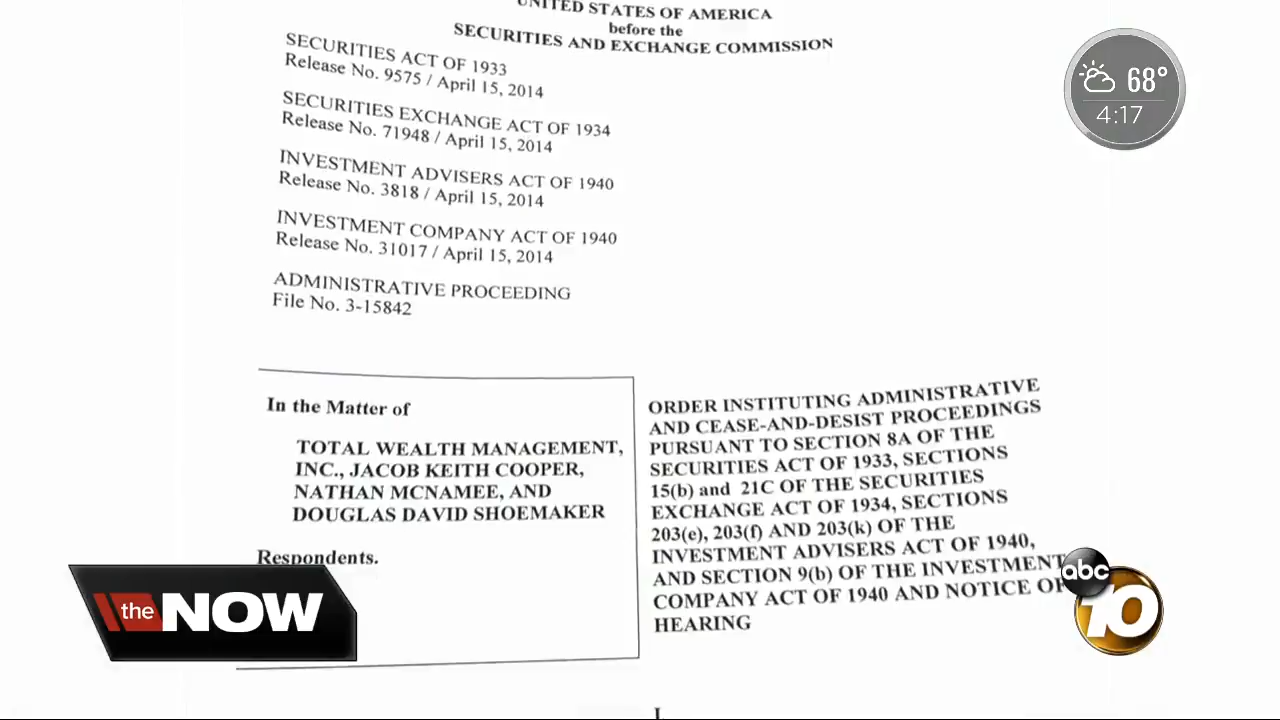 UNITED STATES OF AMERICA
before the
SECURITIES AND EXCHANGE COMMISSION
SECURITIES ACT OF 1933
Release No. 9575 / April 15, 2014
SECURITIES EXCHANGE ACT OF 1934
Release No. 71948 / April 15, 2014
INVESTMENT ADVISERS ACT OF 1940
Release No. 3818 / April 15, 2014
INVESTMENT COMPANY ACT OF 1940
Release No. 31017 / April 15, 2014
ADMINISTRATIVE PROCEEDING
File No. 3-15842
68°
4:17
In the Matter of
TOTAL WEALTH MANAGEMENT,
INC., JACOB KEITH COOPER,
NATHAN MCNAMEE, AND
DOUGLAS DAVID SHOEMAKER
Respondents.
ORDER INSTITUTING ADMINISTRATIVE
AND CEASE-AND-DESIST PROCEEDINGS
PURSUANT TO SECTION 8A OF THE
SECURITIES ACT OF 1933, SECTIONS
15(b) and 21C OF THE SECURITIES
EXCHANGE ACT OF 1934, SECTIONS
203(e), 203(f) AND 203(k) OF THE
INVESTMENT ADVISERS ACT OF 1940,
AND SECTION 9(b) OF THE INVESTMENT
COMPANY ACT OF 1940 AND NOTICE OF
HEARING
the NOW
abc
10
I